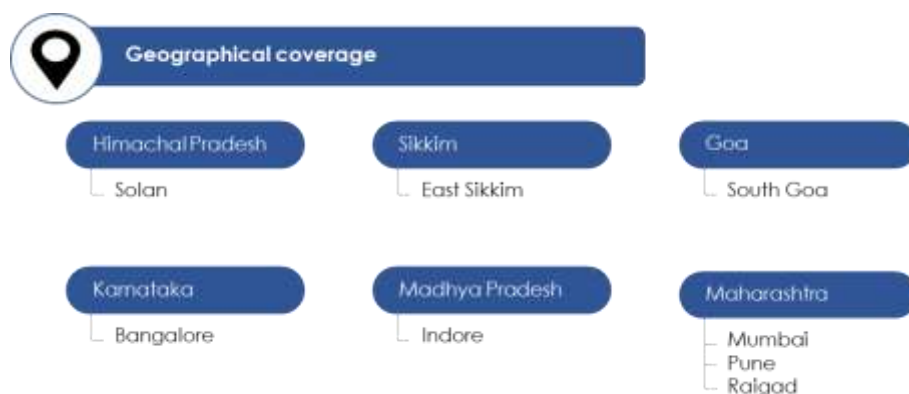 Geographical coverage
Himachal Pradesh
Solan
Sikkim
East Sikkim
Goa
South Goa
Karnataka
Bangalore
Madhya Pradesh
Indore
Maharashtra
Mumbai
Pune
Raigad